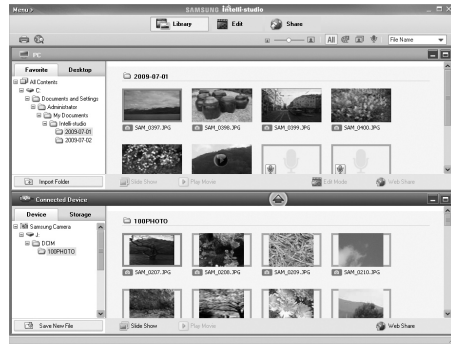 Menu >
SAMSUNG Intelli-studio
Library Edit Share
All File Name
PC
Favorite Desktop
2009-07-01
All Contents
C
Documents and Settings
Administrator
My Documents
Intelli-studio
2009-07-01
2009-07-02
SAM_0397.JPG SAM_0398.JPG SAM_0399.JPG SAM_0400.JPG
Import Folder Slide Show Play Movie Edit Mode Web Share
Connected Device
Device Storage
100PHOTO
Samsung Camera
J:
DCIM
100PHOTO
SAM_0207.JPG SAM_0208.JPG SAM_0209.JPG SAM_0210.JPG
Save New File Slide Show Play Movie Web Share